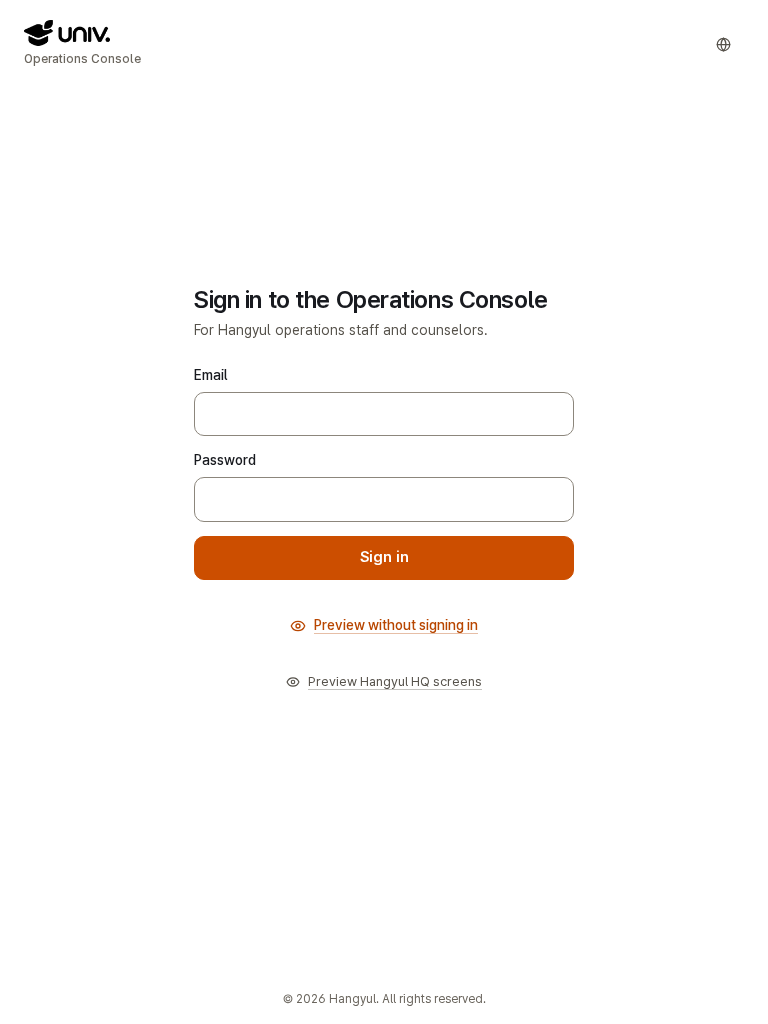 UNIV.
Operations Console
Sign in to the Operations Console
For Hangyul operations staff and counselors.
Email
Password
Sign in
Preview without signing in
Preview Hangyul HQ screens
© 2026 Hangyul. All rights reserved.